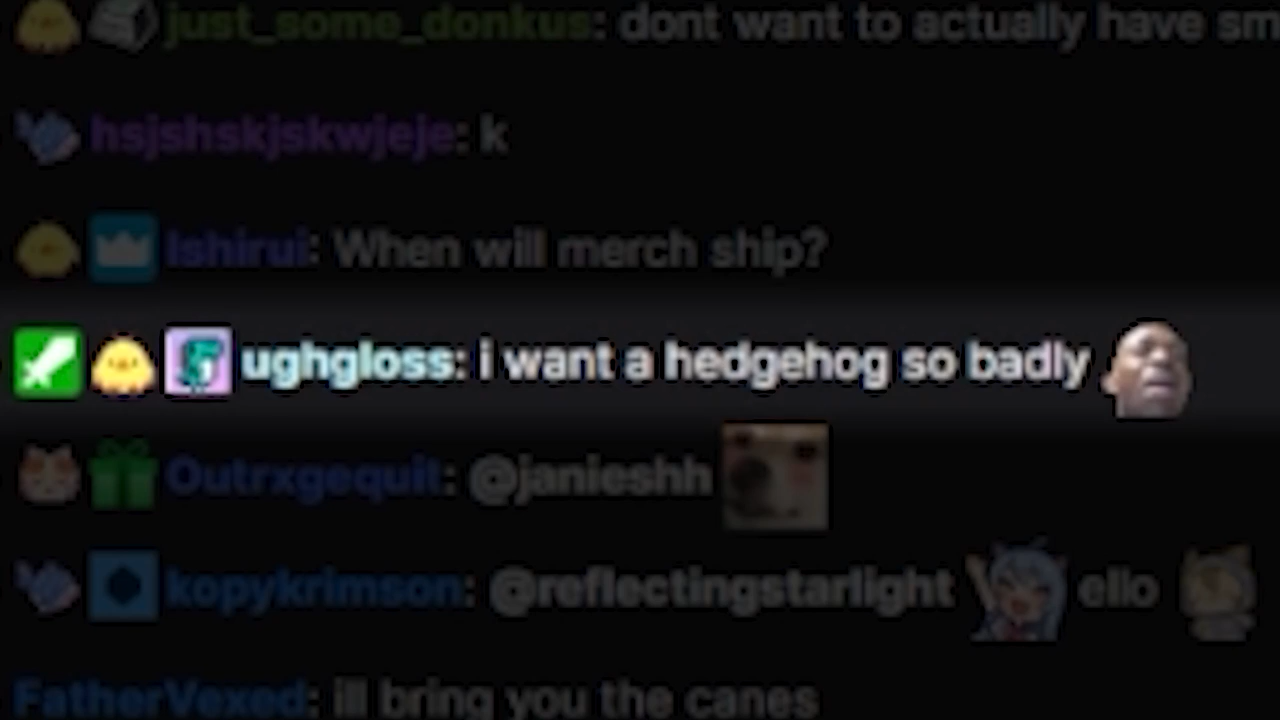 just_some_donkus: dont want to actually have sm
hsjshskjskwjeje: k
Ishirui: When will merch ship?
ughgloss: i want a hedgehog so badly
Outrxgequit: @janieshh
kopykrimson: @reflectingstarlight ello
FatherVexed: ill bring you the canes